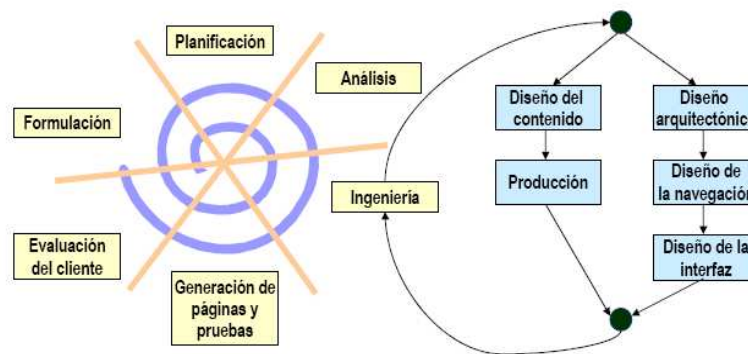 Planificación
Análisis
Formulación
Ingeniería
Evaluación
del cliente
Generación de
páginas y
pruebas
Diseño del
contenido
Producción
Diseño
arquitectónic
Diseño de
la navegación
Diseño de la
interfaz